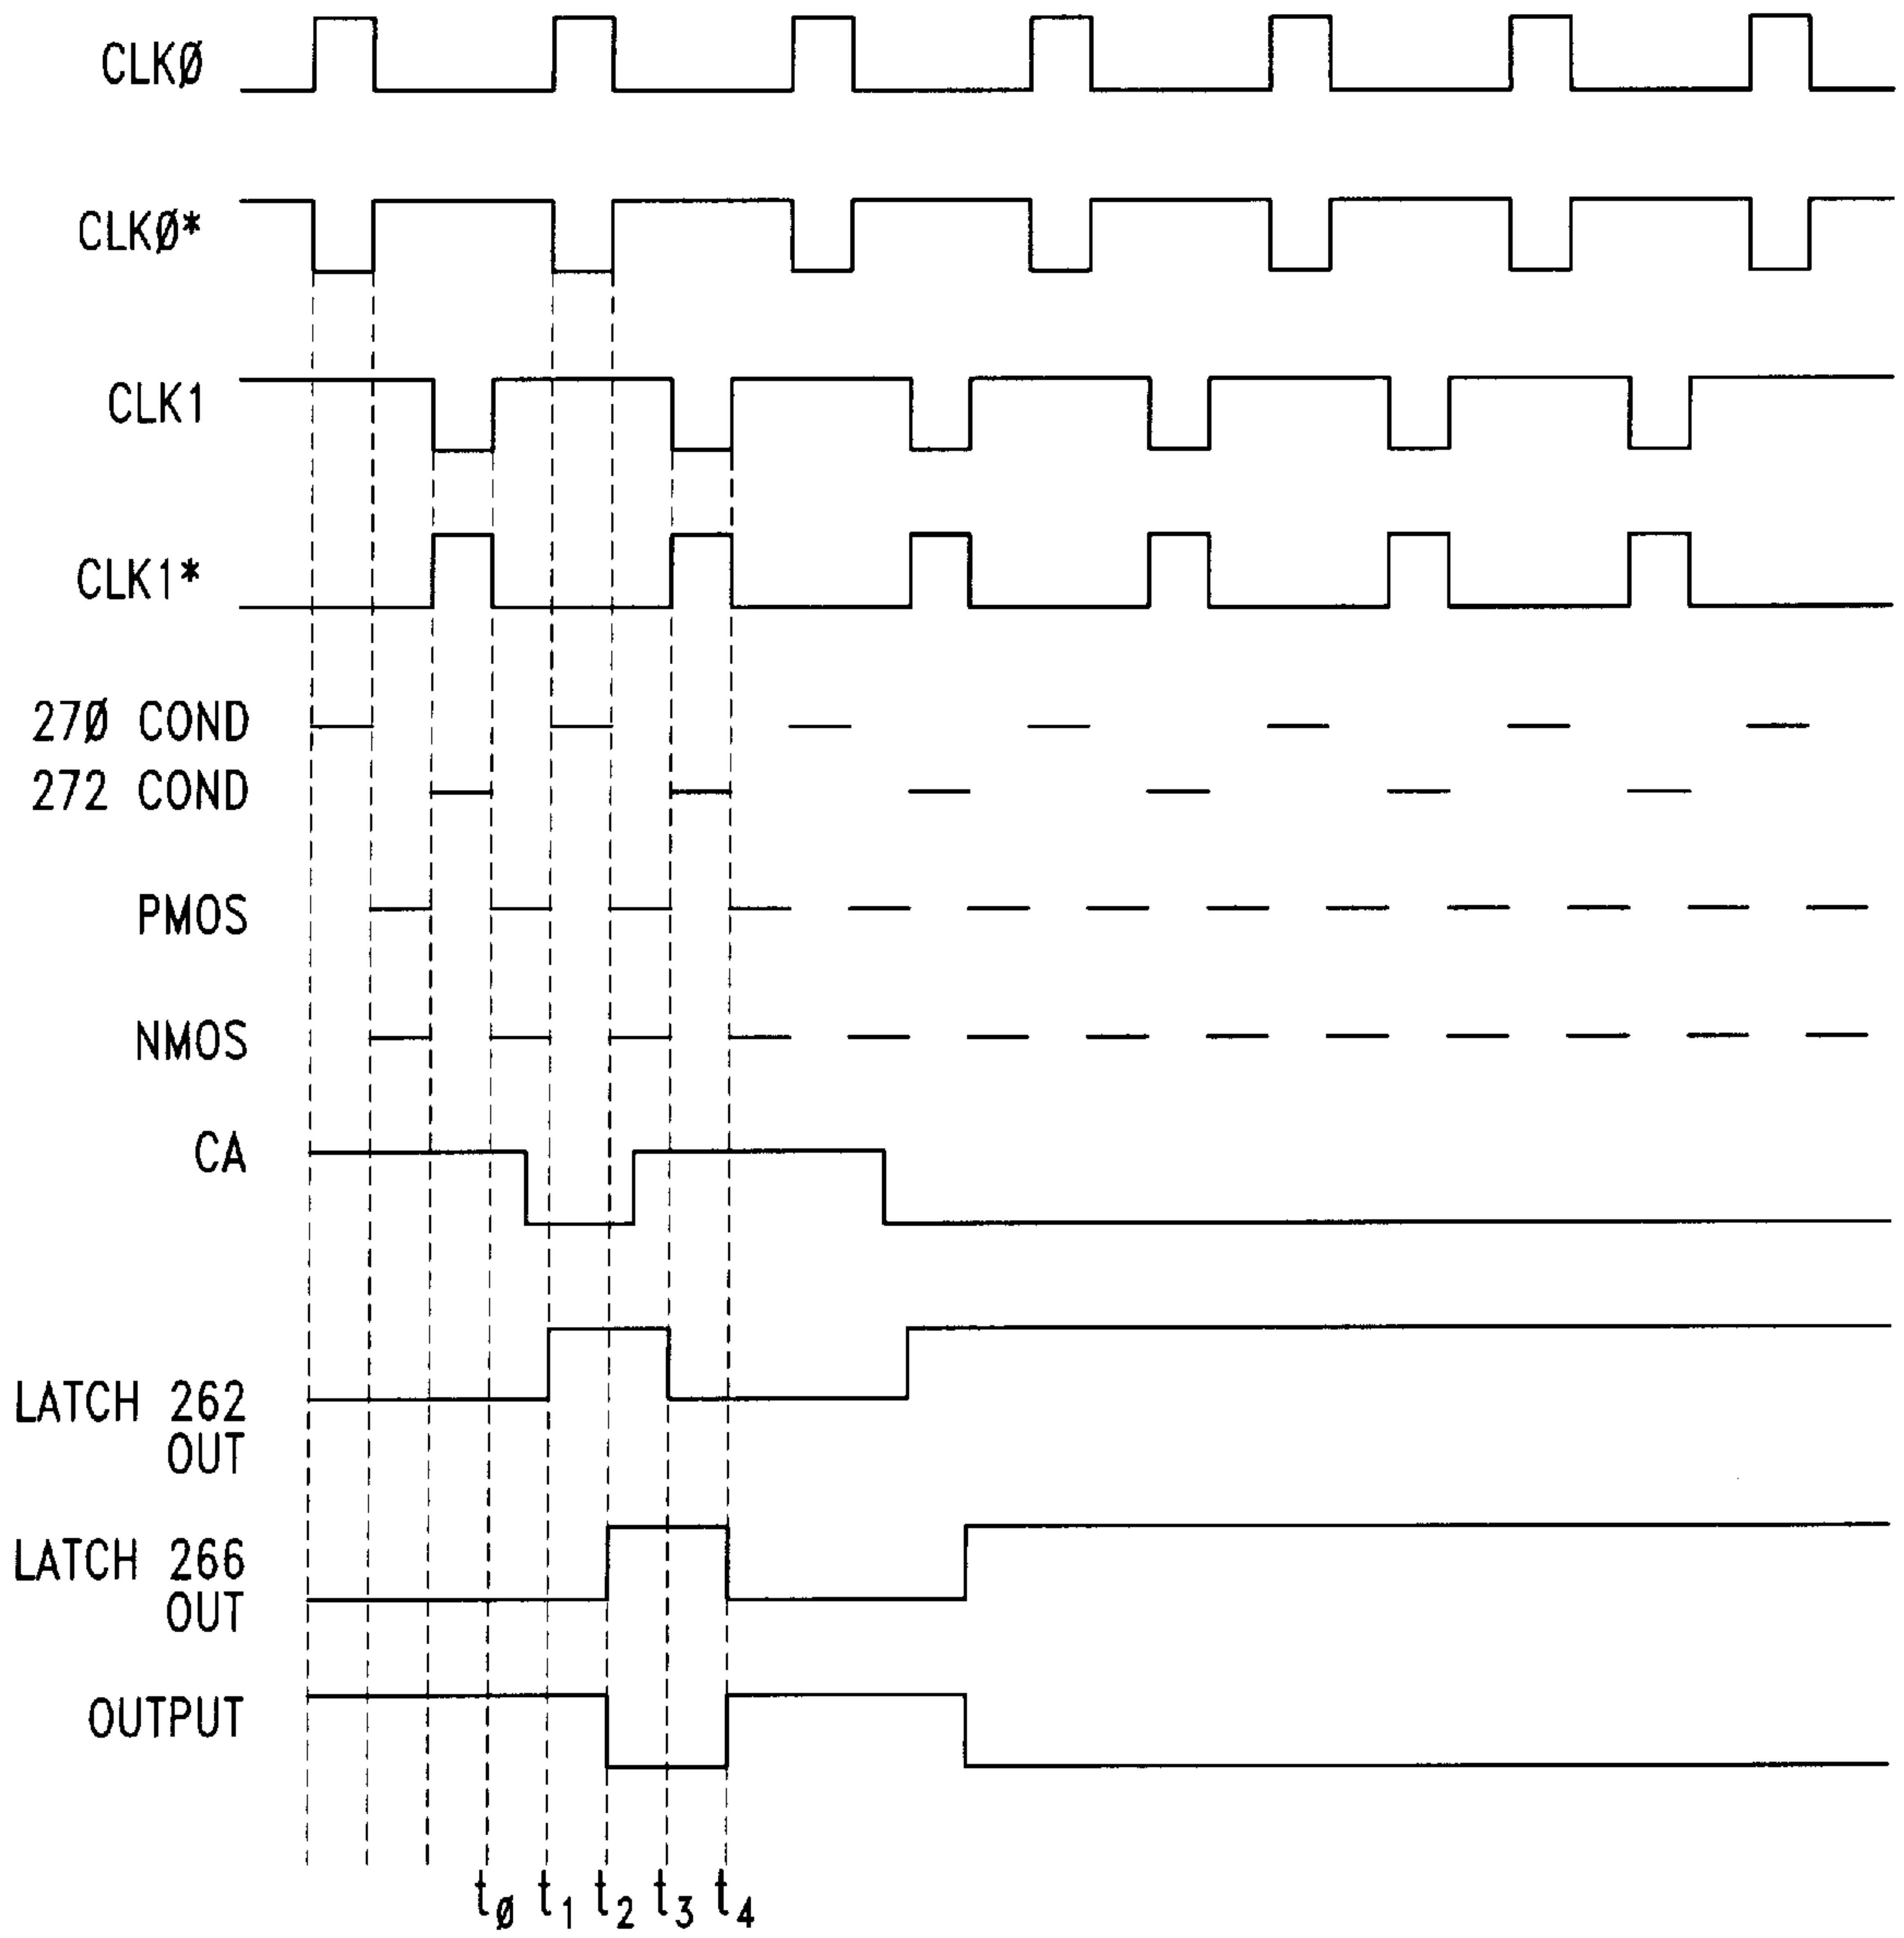 CLKØ
CLKØ*
CLK1
CLK1*
27Ø COND
272 COND
PMOS
NMOS
CA
LATCH 262
OUT
LATCH 266
OUT
OUTPUT
tØ t1 t2 t3 t4